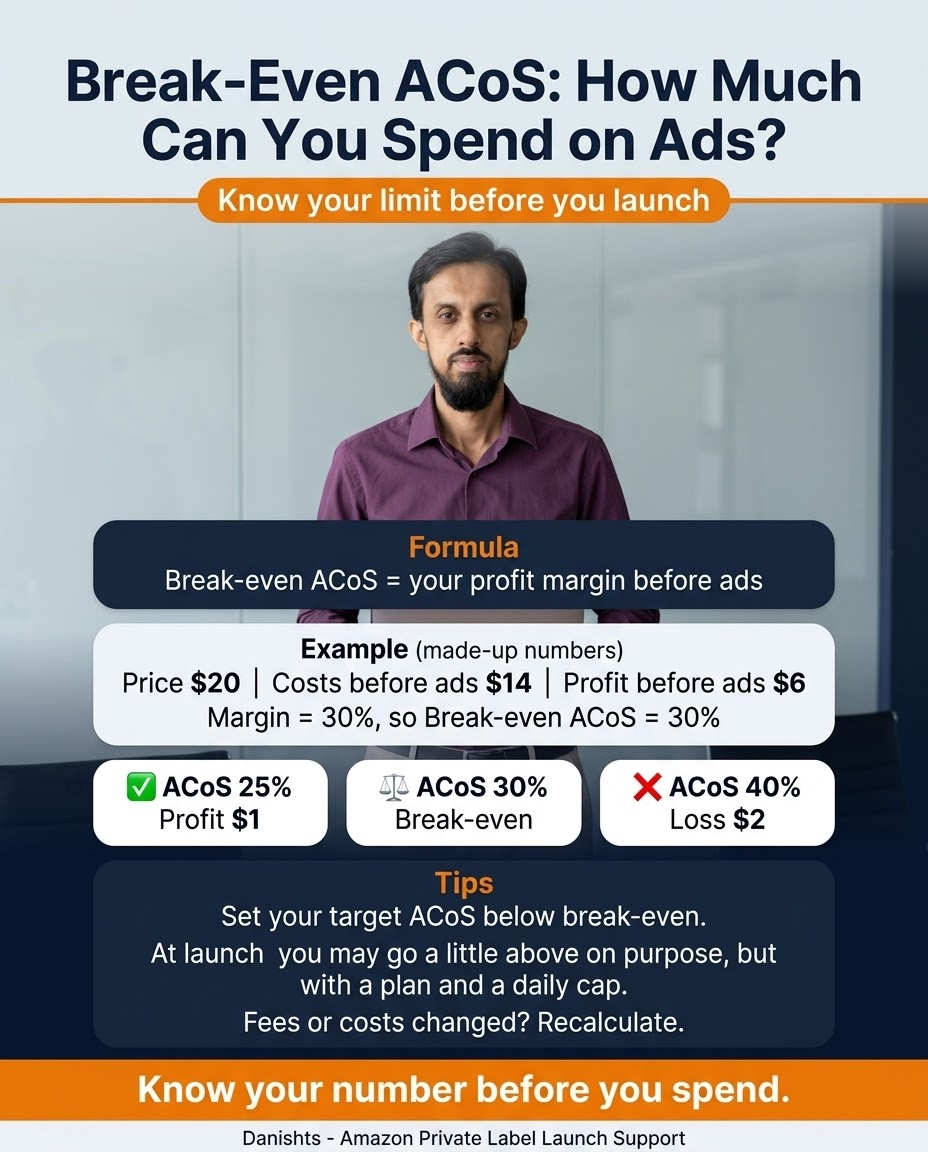 Break-Even ACoS: How Much
Can You Spend on Ads?
Know your limit before you launch
Formula
Break-even ACoS = your profit margin before ads
Example (made-up numbers)
Price $20 | Costs before ads $14 | Profit before ads $6
Margin = 30%, so Break-even ACoS = 30%
✅ ACoS 25%
Profit $1
⚖️ ACoS 30%
Break-even
❌ ACoS 40%
Loss $2
Tips
Set your target ACoS below break-even.
At launch you may go a little above on purpose, but
with a plan and a daily cap.
Fees or costs changed? Recalculate.
Know your number before you spend.
Danishts - Amazon Private Label Launch Support